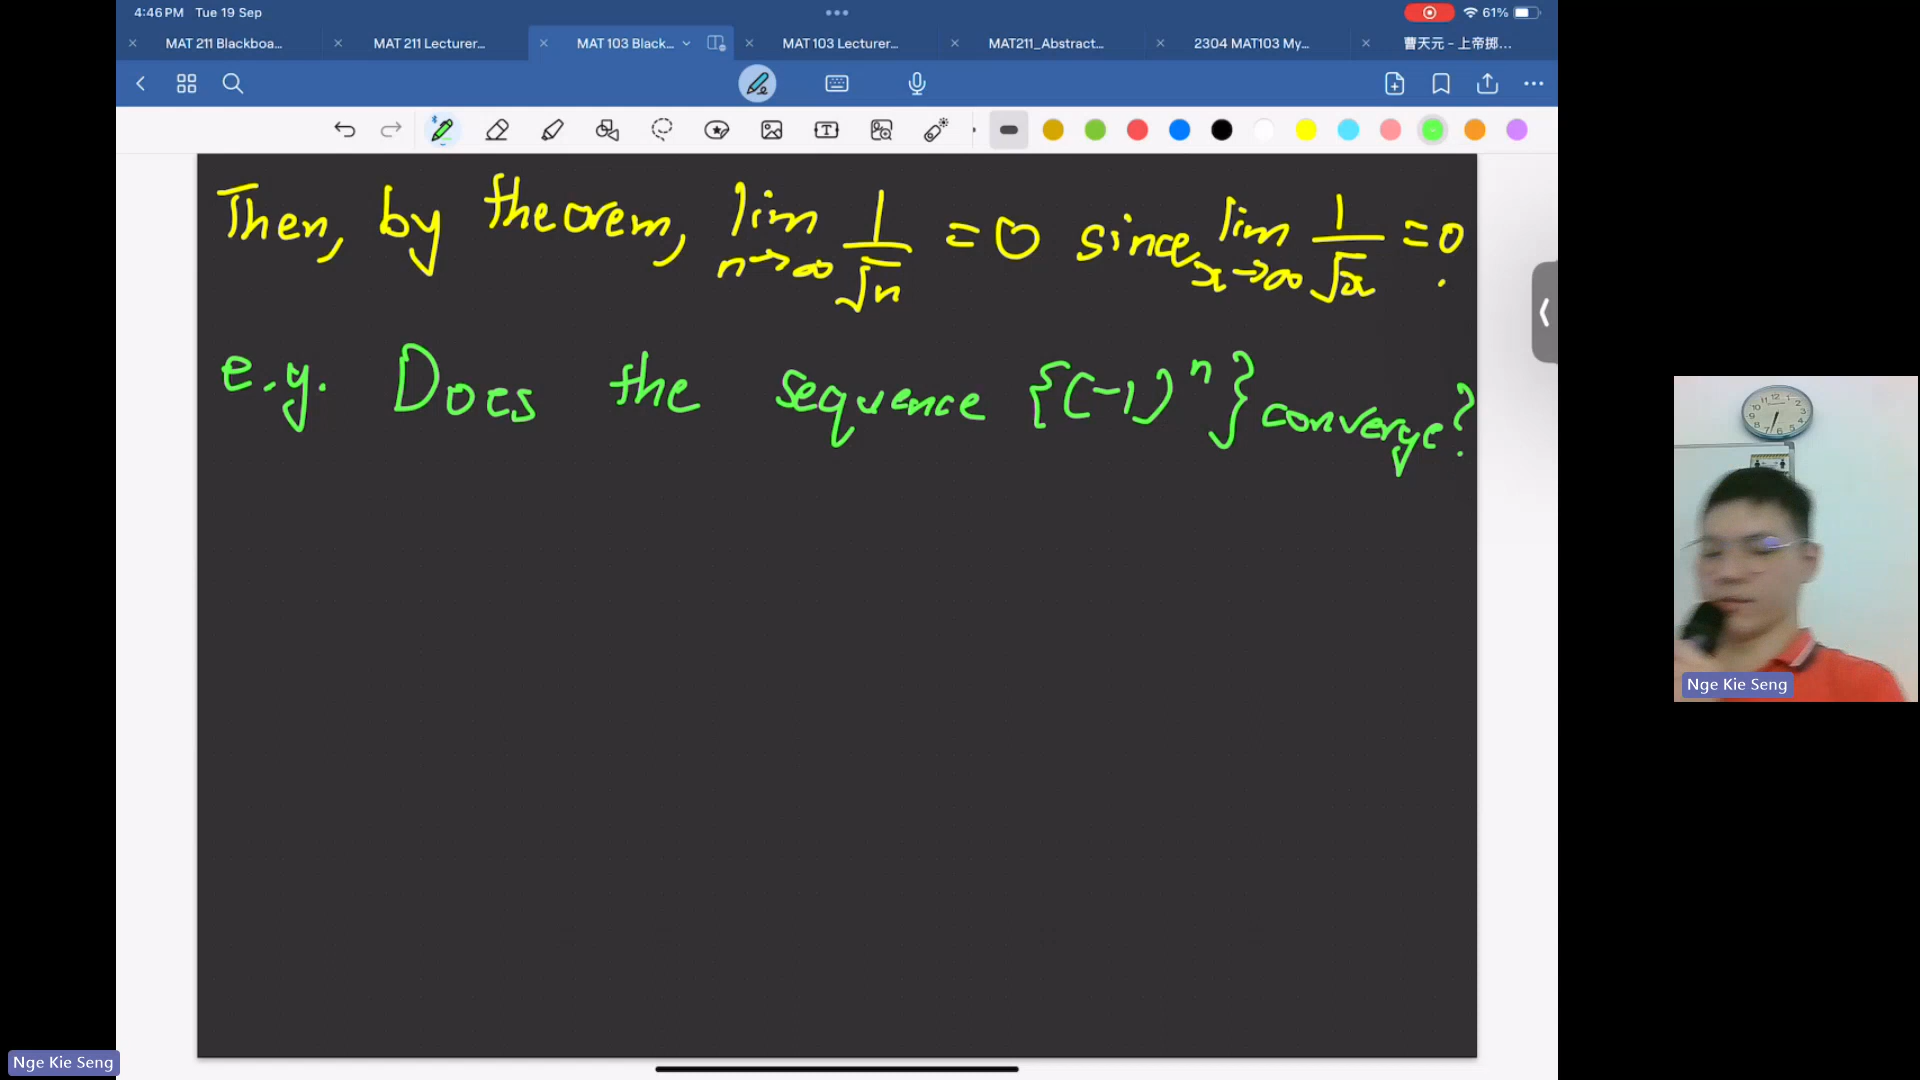 4:46 PM Tue 19 Sep 61%
MAT 211 Blackboa... MAT 211 Lecturer... MAT 103 Black... MAT 103 Lecturer... MAT211_Abstract... 2304 MAT103 My... 曹天元 - 上帝掷...
Then, by theorem, lim n→∞ 1/√n = 0 since lim x→∞ 1/√x = 0.
e.g. Does the sequence {(-1)^n} converge?
Nge Kie Seng
Nge Kie Seng